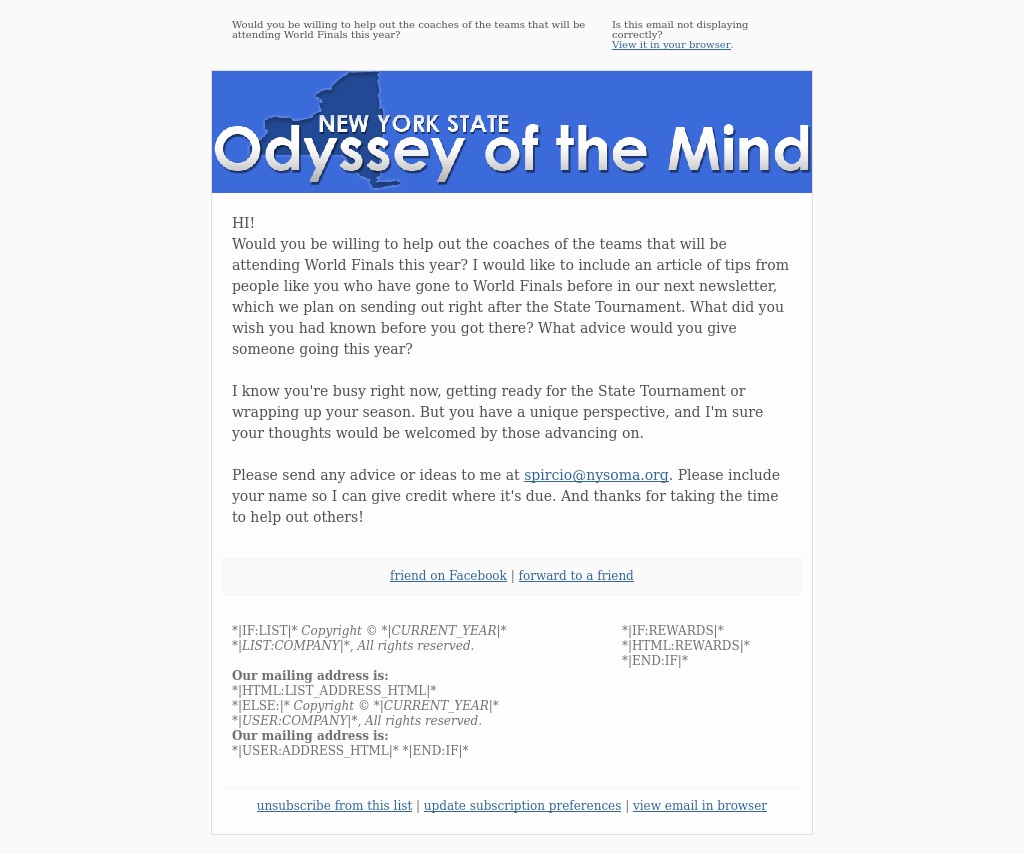 Would you be willing to help out the coaches of the teams that will be
attending World Finals this year?
Is this email not displaying
correctly?
View it in your browser.
NEW YORK STATE
Odyssey of the Mind
HI!
Would you be willing to help out the coaches of the teams that will be
attending World Finals this year? I would like to include an article of tips from
people like you who have gone to World Finals before in our next newsletter,
which we plan on sending out right after the State Tournament. What did you
wish you had known before you got there? What advice would you give
someone going this year?
I know you're busy right now, getting ready for the State Tournament or
wrapping up your season. But you have a unique perspective, and I'm sure
your thoughts would be welcomed by those advancing on.
Please send any advice or ideas to me at spircio@nysoma.org. Please include
your name so I can give credit where it's due. And thanks for taking the time
to help out others!
friend on Facebook | forward to a friend
*|IF:LIST|* Copyright © *|CURRENT_YEAR|*
*|LIST:COMPANY|*, All rights reserved.
Our mailing address is:
*|HTML:LIST_ADDRESS_HTML|*
*|ELSE:|* Copyright © *|CURRENT_YEAR|*
*|USER:COMPANY|*, All rights reserved.
Our mailing address is:
*|USER:ADDRESS_HTML|* *|END:IF|*
*|IF:REWARDS|*
*|HTML:REWARDS|*
*|END:IF|*
unsubscribe from this list | update subscription preferences | view email in browser